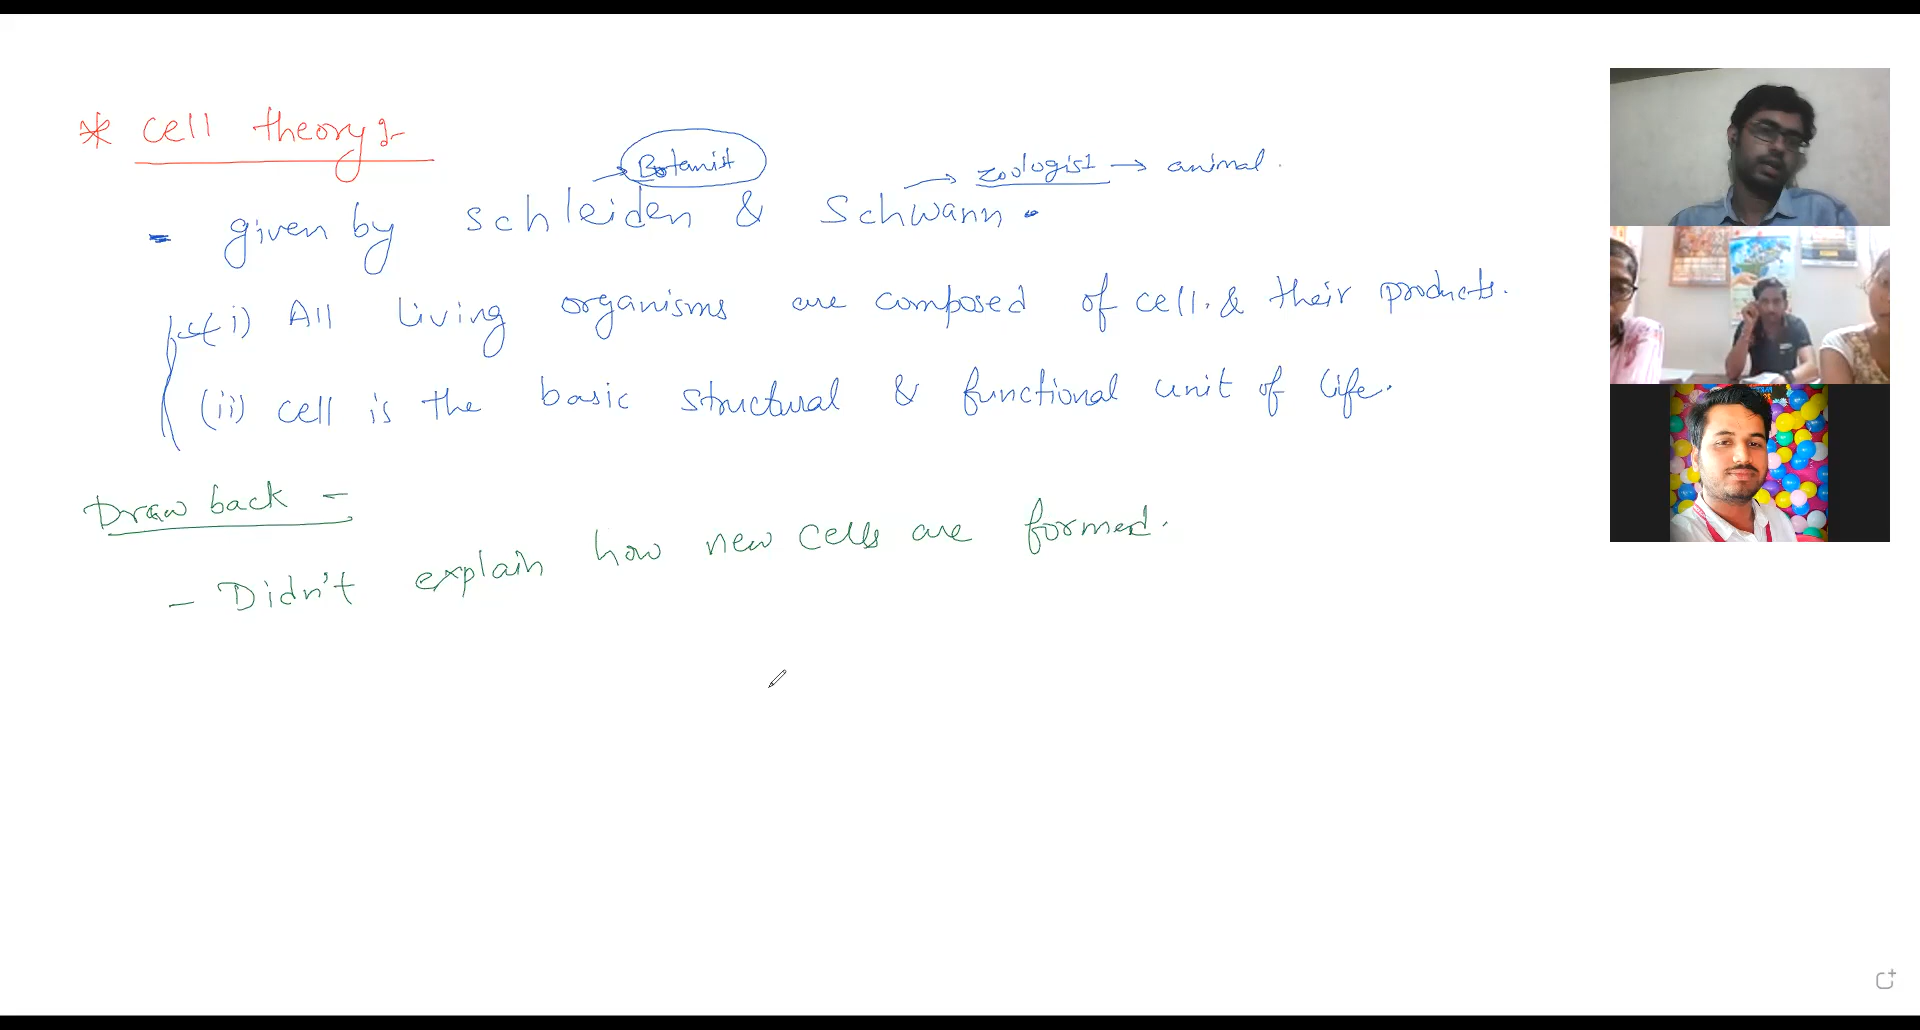 * Cell theory :-
Botanist zoologist → animal.
- given by Schleiden & Schwann.
(i) All living organisms are composed of cell. & their products.
(ii) Cell is the basic structural & functional unit of life.
Draw back -
- Didn't explain how new cells are formed.